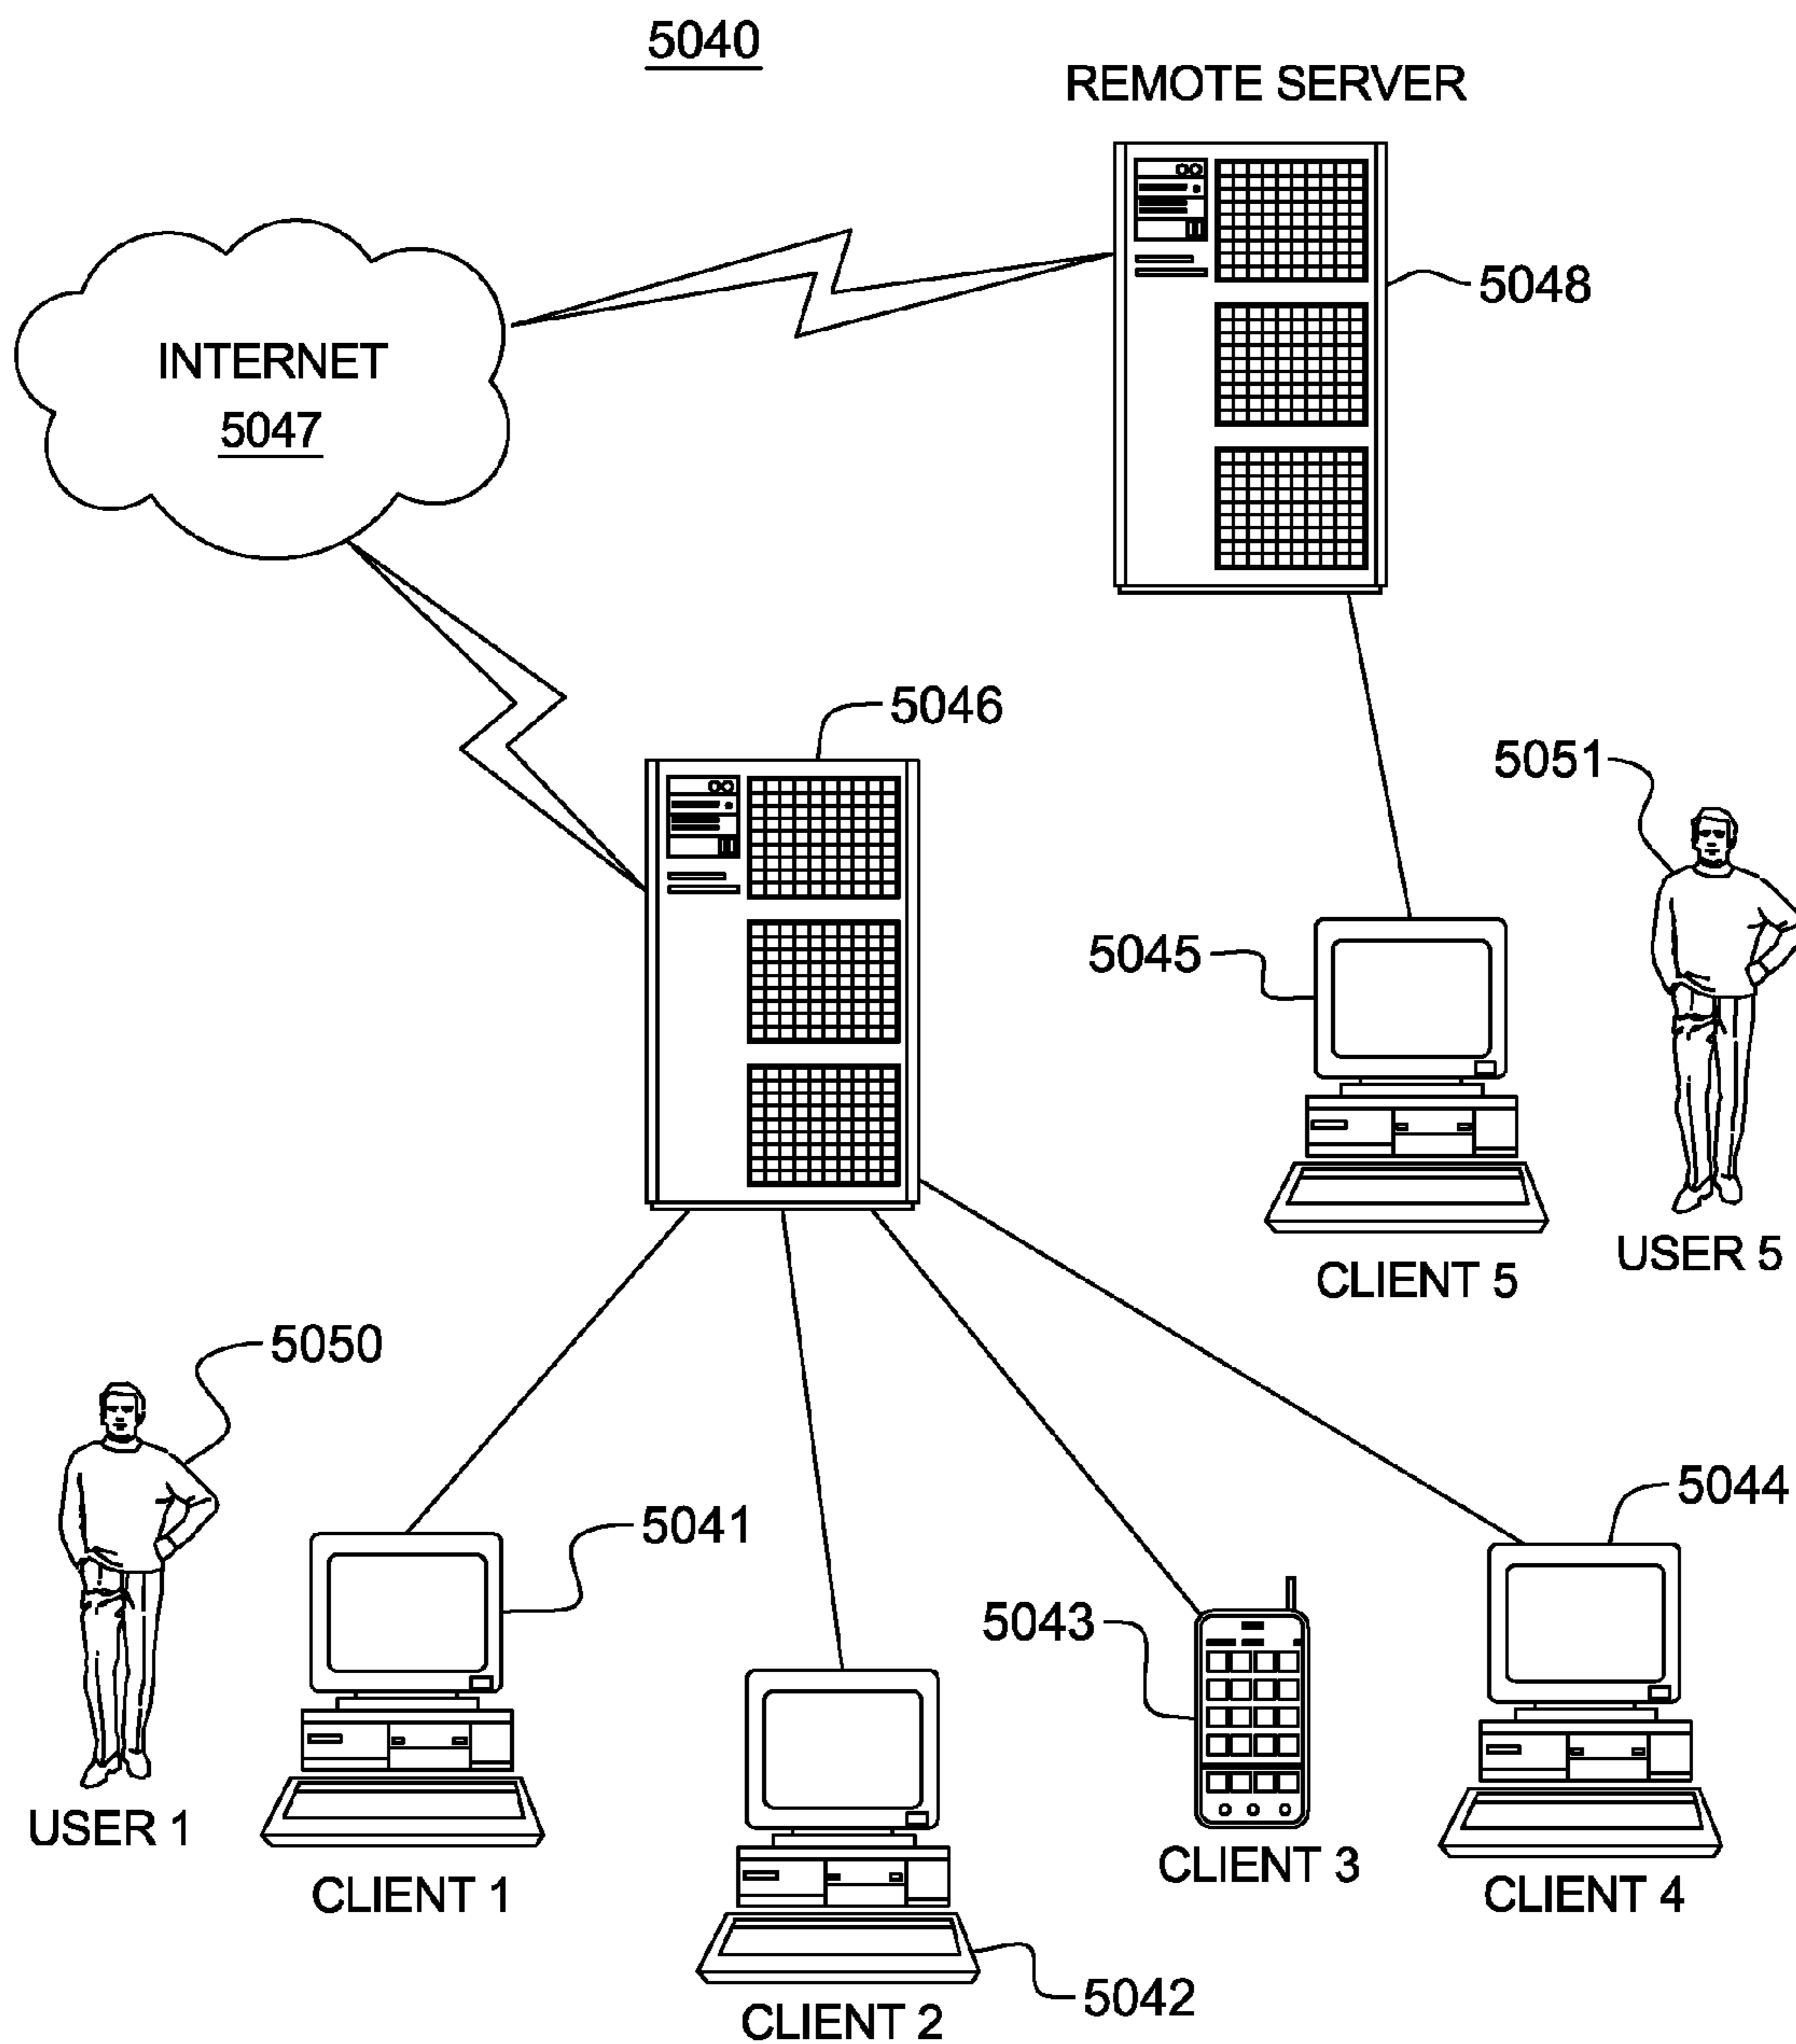 5040
REMOTE SERVER
5048
INTERNET
5047
5046
5051
5045
USER 5
CLIENT 5
5050
5041
5044
5043
USER 1
CLIENT 1
CLIENT 3
CLIENT 4
5042
CLIENT 2